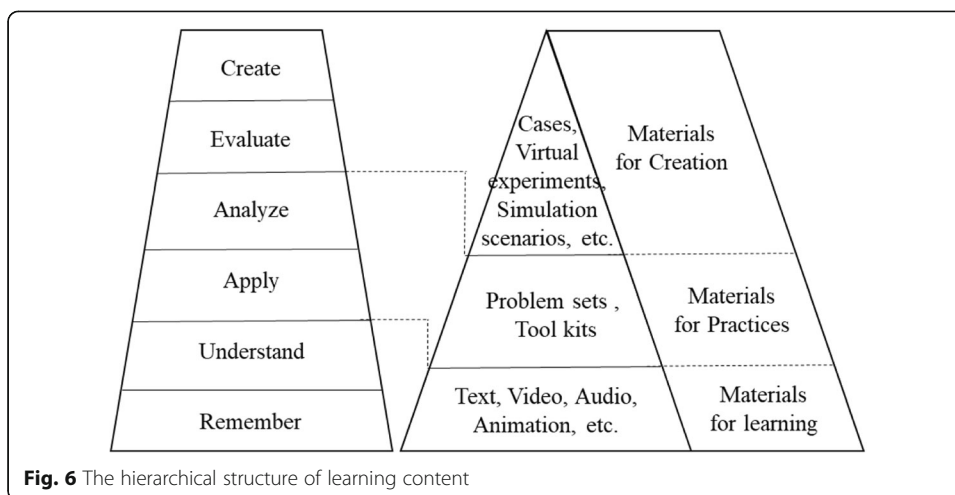 Create
Evaluate
Analyze
Apply
Understand
Remember
Cases,
Virtual
experiments,
Simulation
scenarios, etc.
Materials
for Creation
Problem sets ,
Tool kits
Materials
for Practices
Text, Video, Audio,
Animation, etc.
Materials
for learning
Fig. 6 The hierarchical structure of learning content